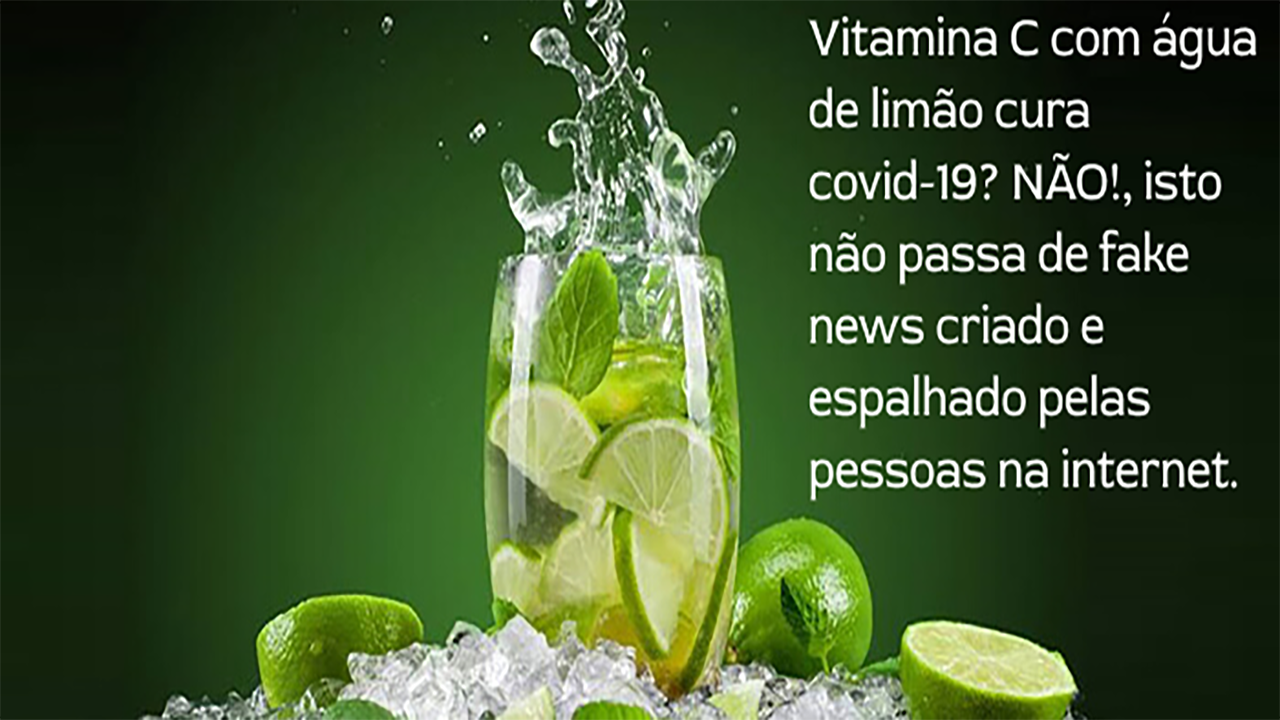 Vitamina C com água
de limão cura
covid-19? NÃO!, isto
não passa de fake
news criado e
espalhado pelas
pessoas na internet.